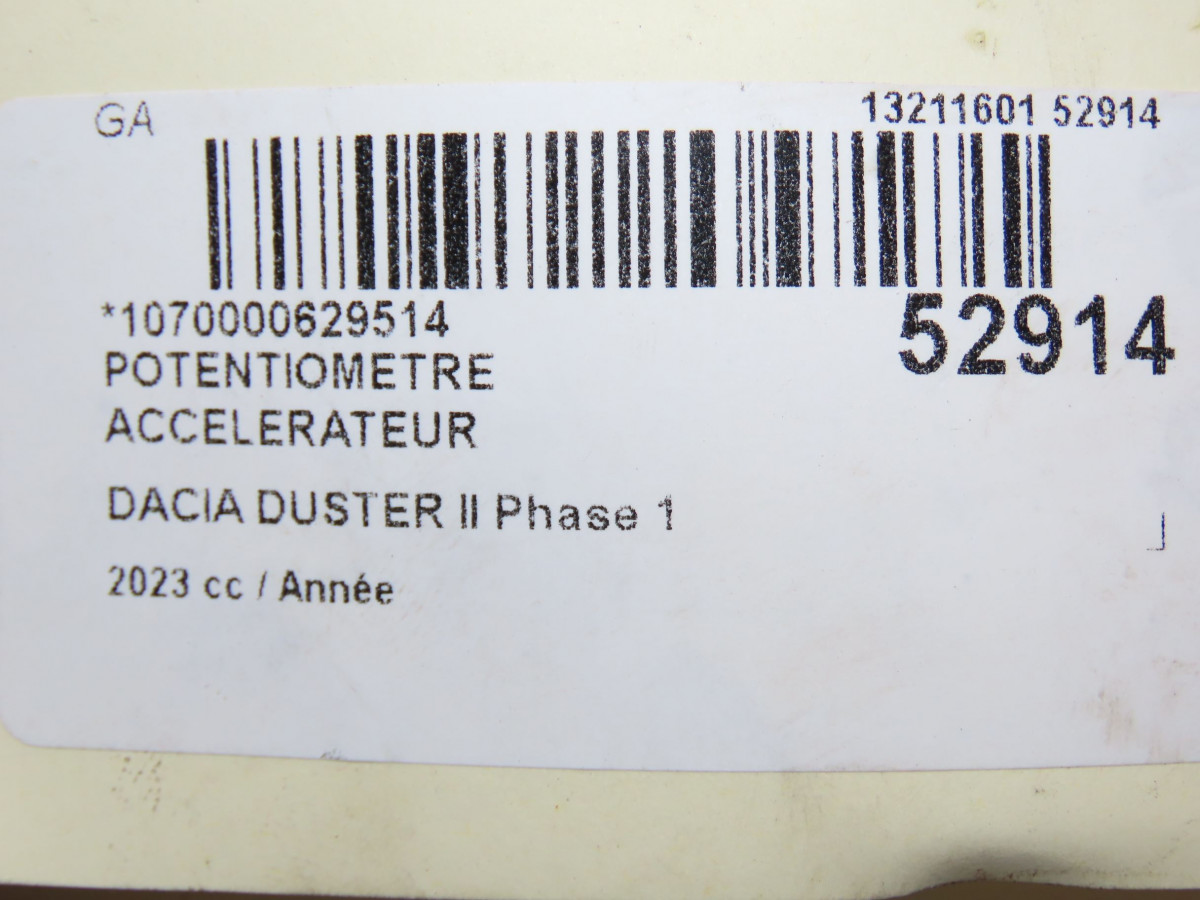 GA
13211601 52914
*1070000629514
52914
POTENTIOMETRE
ACCELERATEUR
DACIA DUSTER II Phase 1
2023 cc / Année